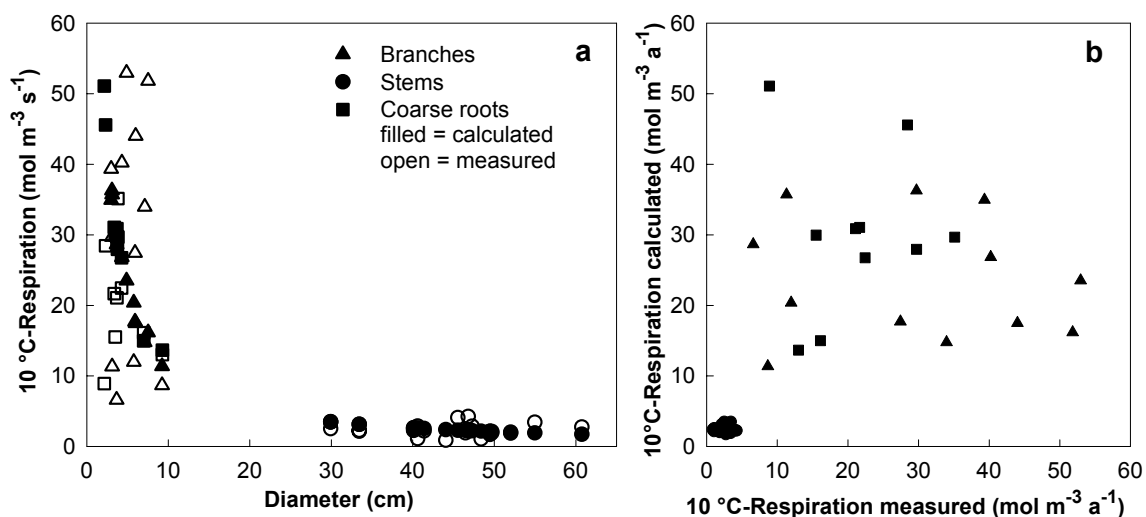 60
50
40
30
20
10
0
10 °C-Respiration (mol m⁻³ s⁻¹)
a
Branches
Stems
Coarse roots
filled = calculated
open = measured
0 10 20 30 40 50 60
Diameter (cm)
60
50
40
30
20
10
0
10°C-Respiration calculated (mol m⁻³ a⁻¹)
b
0 10 20 30 40 50 60
10 °C-Respiration measured (mol m⁻³ a⁻¹)